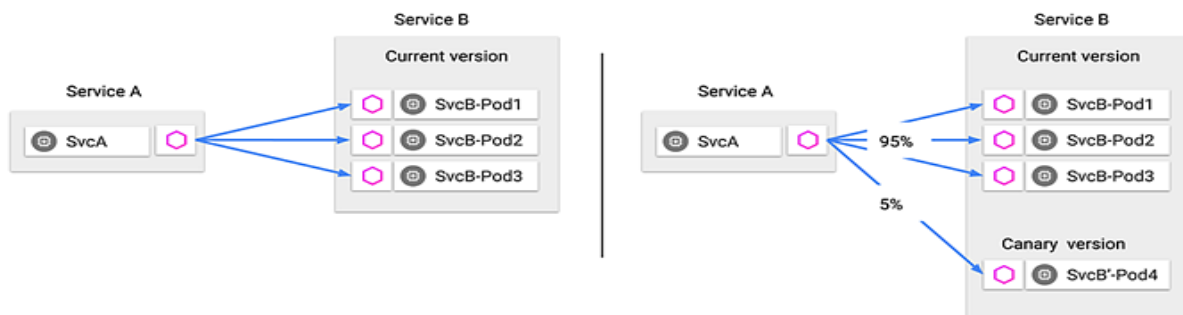 Service B
Current version
Service A
SvcB-Pod1
SvcA
SvcB-Pod2
SvcB-Pod3
Service B
Current version
Service A
SvcB-Pod1
SvcA
95%
SvcB-Pod2
SvcB-Pod3
5%
Canary version
SvcB'-Pod4